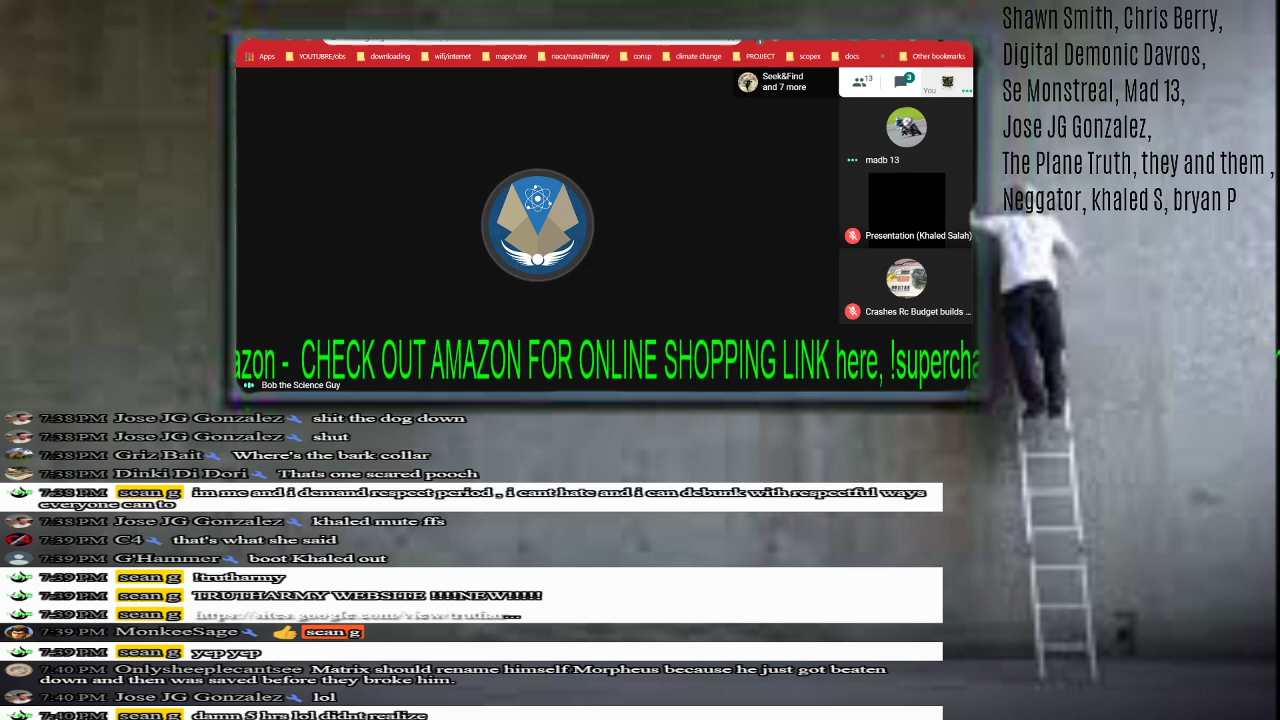 Shawn Smith, Chris Berry,
Digital Demonic Davros,
Se Monstreal, Mad 13,
Jose JG Gonzalez,
The Plane Truth, they and them ,
Neggator, khaled S, bryan P
Apps YOUTUBRE/obs downloading wifi/internet maps/sate naca/nasa/militrary consp climate change PROJECT scopex docs » Other bookmarks
Seek&Find
and 7 more
13 3 You
madb 13
Presentation (Khaled Salah)
Crashes Rc Budget builds ...
azon - CHECK OUT AMAZON FOR ONLINE SHOPPING LINK here, !supercha
Bob the Science Guy
7:38 PM Jose JG Gonzalez shit the dog down
7:38 PM Jose JG Gonzalez shut
7:38 PM Griz Bait Where's the bark collar
7:38 PM Dinki Di Dori Thats one scared pooch
7:38 PM sean g im me and i demand respect period , i cant hate and i can debunk with respectful ways
everyone can to
7:38 PM Jose JG Gonzalez khaled mute ffs
7:39 PM C4 that's what she said
7:39 PM G'Hammer boot Khaled out
7:39 PM sean g !trutharmy
7:39 PM sean g TRUTHARMY WEBSITE !!!!NEW!!!!!
7:39 PM sean g https://sites.google.com/view/truthar...
7:39 PM MonkeeSage 👍 sean g
7:39 PM sean g yep yep
7:40 PM Onlysheeplecantsee Matrix should rename himself Morpheus because he just got beaten
down and then was saved before they broke him.
7:40 PM Jose JG Gonzalez lol
7:40 PM sean g damn 5 hrs lol didnt realize